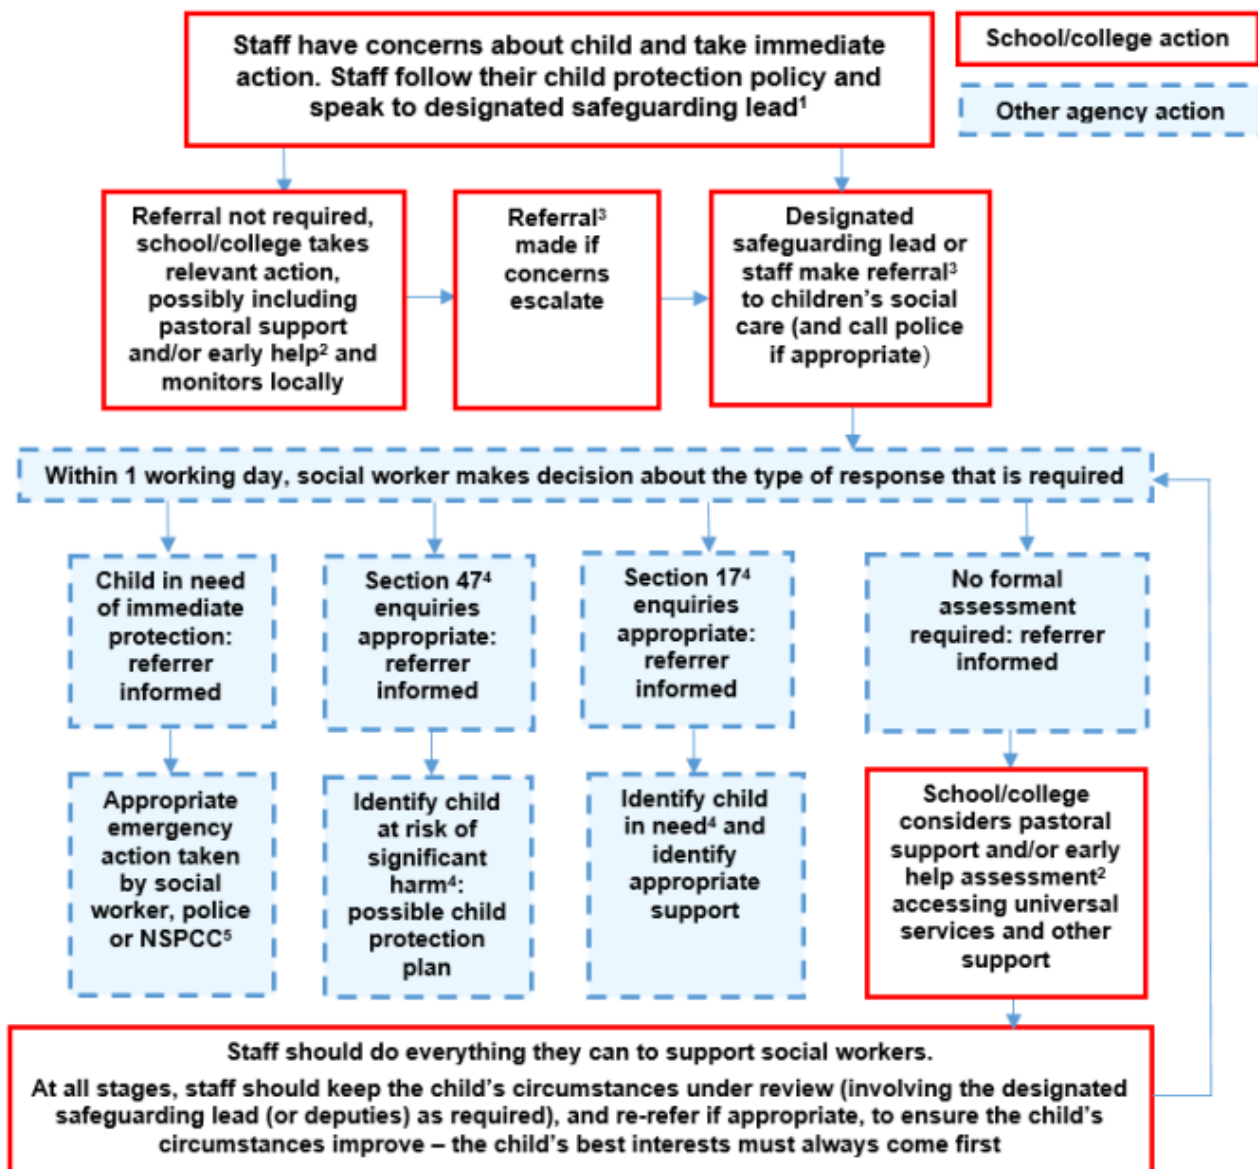 Staff have concerns about child and take immediate
action. Staff follow their child protection policy and
speak to designated safeguarding lead¹
School/college action
Other agency action
Referral not required,
school/college takes
relevant action,
possibly including
pastoral support
and/or early help² and
monitors locally
Referral³
made if
concerns
escalate
Designated
safeguarding lead or
staff make referral³
to children’s social
care (and call police
if appropriate)
Within 1 working day, social worker makes decision about the type of response that is required
Child in need
of immediate
protection:
referrer
informed
Section 47⁴
enquiries
appropriate:
referrer
informed
Section 17⁴
enquiries
appropriate:
referrer
informed
No formal
assessment
required: referrer
informed
Appropriate
emergency
action taken
by social
worker, police
or NSPCC⁵
Identify child
at risk of
significant
harm⁴:
possible child
protection
plan
Identify child
in need⁴ and
identify
appropriate
support
School/college
considers pastoral
support and/or early
help assessment²
accessing universal
services and other
support
Staff should do everything they can to support social workers.
At all stages, staff should keep the child’s circumstances under review (involving the designated
safeguarding lead (or deputies) as required), and re-refer if appropriate, to ensure the child’s
circumstances improve – the child’s best interests must always come first